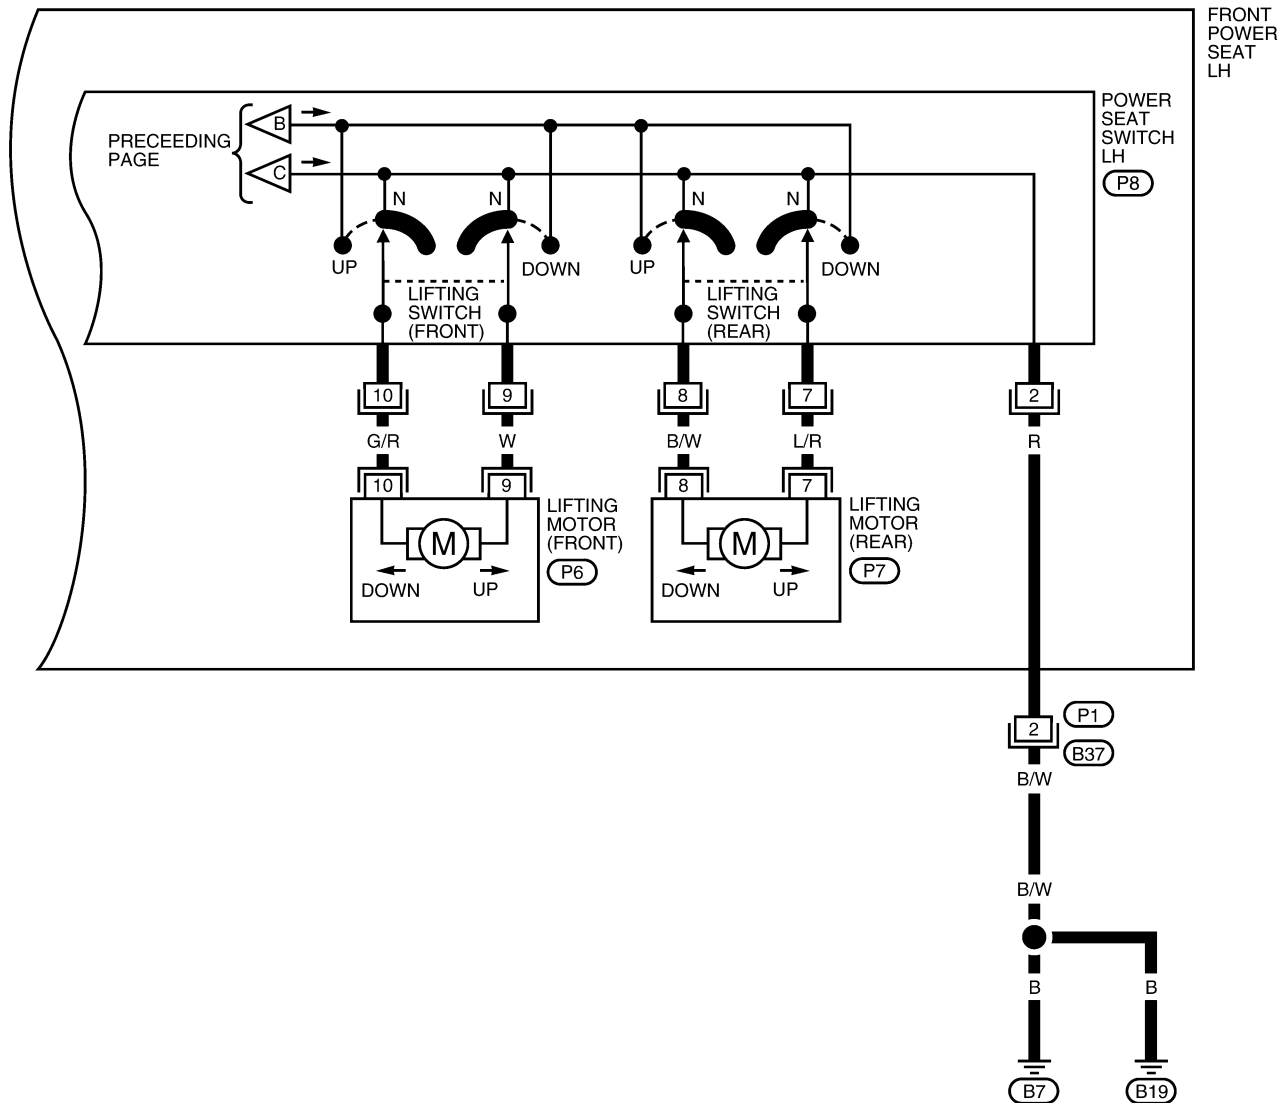 FRONT
POWER
SEAT
LH
POWER
SEAT
SWITCH
LH
P8
PRECEEDING
PAGE
B
C
N
N
N
N
UP
DOWN
UP
DOWN
LIFTING
SWITCH
(FRONT)
LIFTING
SWITCH
(REAR)
10
9
8
7
2
G/R
W
B/W
L/R
R
10
9
8
7
M
DOWN
UP
LIFTING
MOTOR
(FRONT)
P6
M
DOWN
UP
LIFTING
MOTOR
(REAR)
P7
2
P1
B37
B/W
B/W
B
B
B7
B19